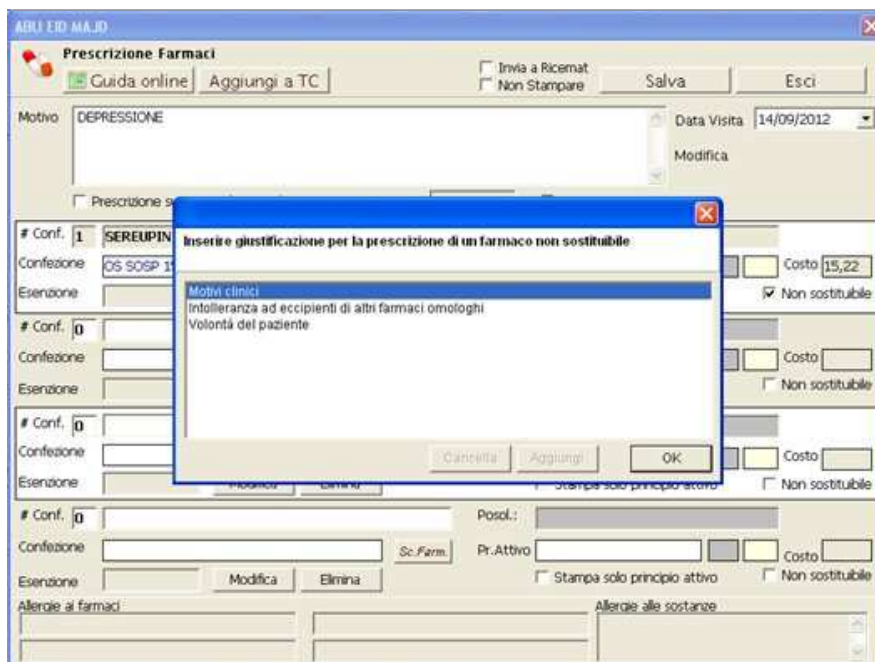 ABU EID MAJD
Prescrizione Farmaci
Guida online Aggiungi a TC
Invia a Ricemat
Non Stampare
Salva Esci
Motivo DEPRESSIONE Data Visita 14/09/2012
Modifica
Prescrizione
Inserire giustificazione per la prescrizione di un farmaco non sostituibile
Motivi clinici
Intolleranza ad eccipienti di altri farmaci omologhi
Volontá del paziente
Cancella Aggiungi OK
# Conf. 1 SEREUPIN
Confezione OS SOSP Costo 15,22
Esenzione Non sostituibile
# Conf. 0
Confezione Costo
Esenzione Non sostituibile
# Conf. 0
Confezione Costo
Esenzione Modifica Elimina Stampa solo principio attivo Non sostituibile
# Conf. 0 Posol.:
Confezione Sc.Farm. Pr.Attivo Costo
Esenzione Modifica Elimina Stampa solo principio attivo Non sostituibile
Allergie ai farmaci Allergie alle sostanze